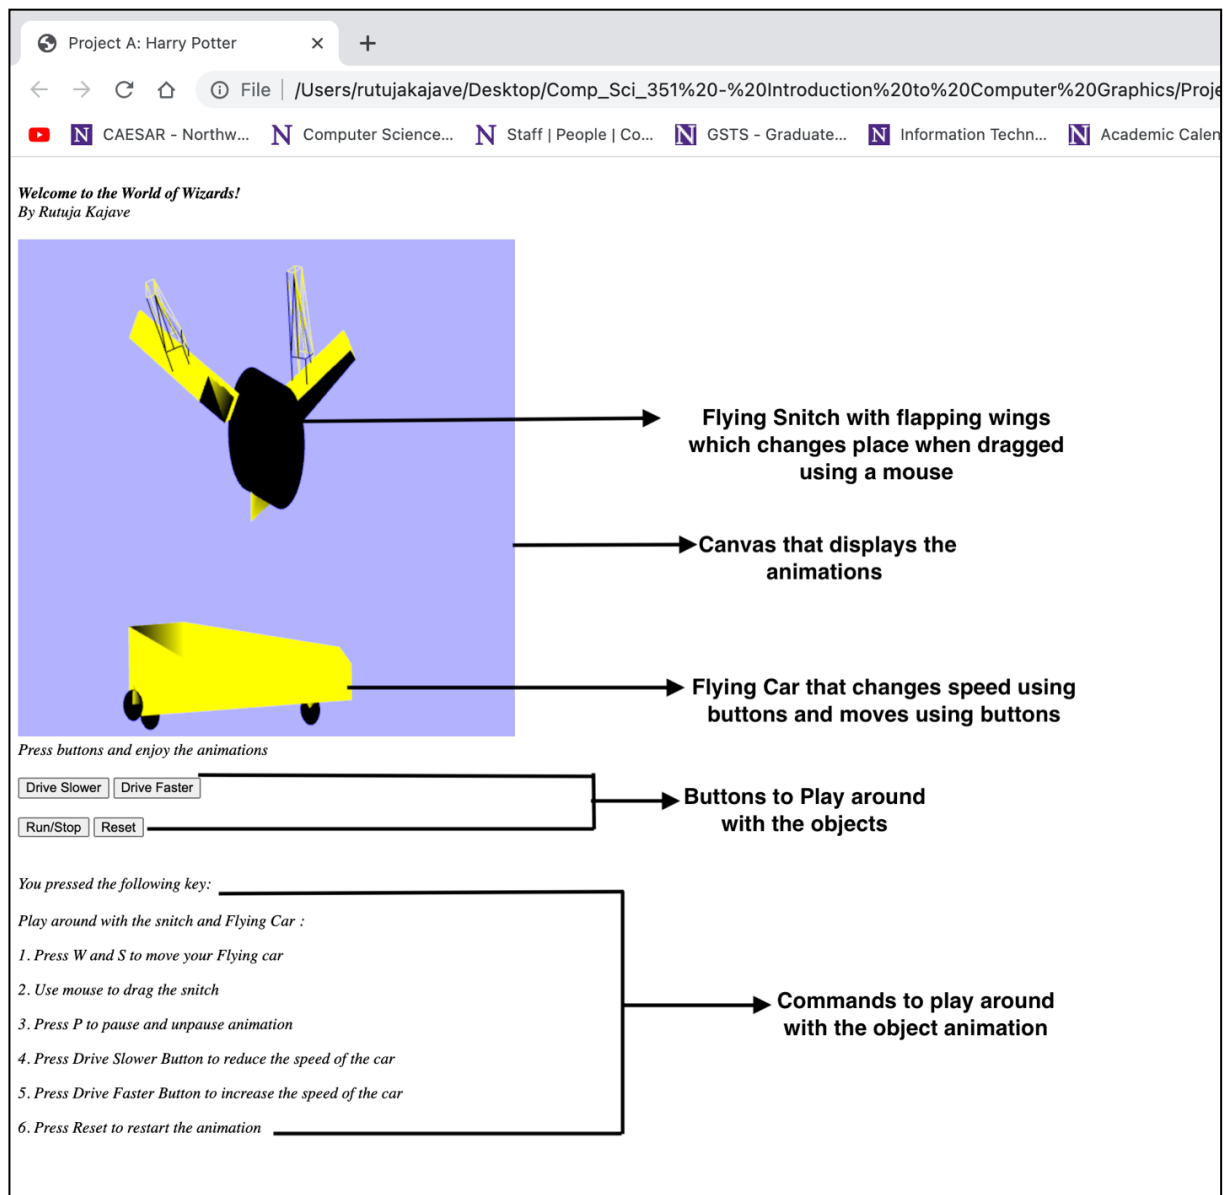 Project A: Harry Potter
File | /Users/rutujakajave/Desktop/Comp_Sci_351%20-%20Introduction%20to%20Computer%20Graphics/Proje
CAESAR - Northw... Computer Science... Staff | People | Co... GSTS - Graduate... Information Techn... Academic Calen
Welcome to the World of Wizards!
By Rutuja Kajave
Flying Snitch with flapping wings
which changes place when dragged
using a mouse
Canvas that displays the
animations
Flying Car that changes speed using
buttons and moves using buttons
Press buttons and enjoy the animations
Drive Slower Drive Faster
Buttons to Play around
with the objects
Run/Stop Reset
You pressed the following key:
Play around with the snitch and Flying Car :
1. Press W and S to move your Flying car
2. Use mouse to drag the snitch
3. Press P to pause and unpause animation
4. Press Drive Slower Button to reduce the speed of the car
5. Press Drive Faster Button to increase the speed of the car
6. Press Reset to restart the animation
Commands to play around
with the object animation